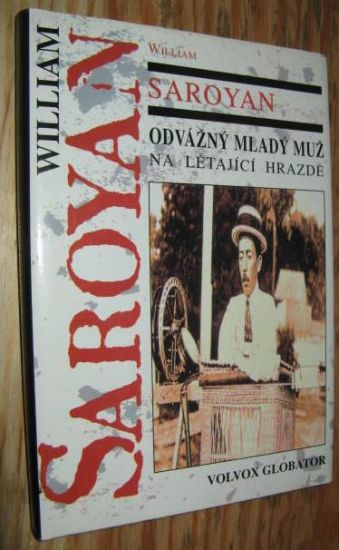 WILLIAM
SAROYAN
WILLIAM
SAROYAN
ODVÁŽNÝ MLADÝ MUŽ
NA LÉTAJÍCÍ HRAZDĚ
VOLVOX GLOBATOR